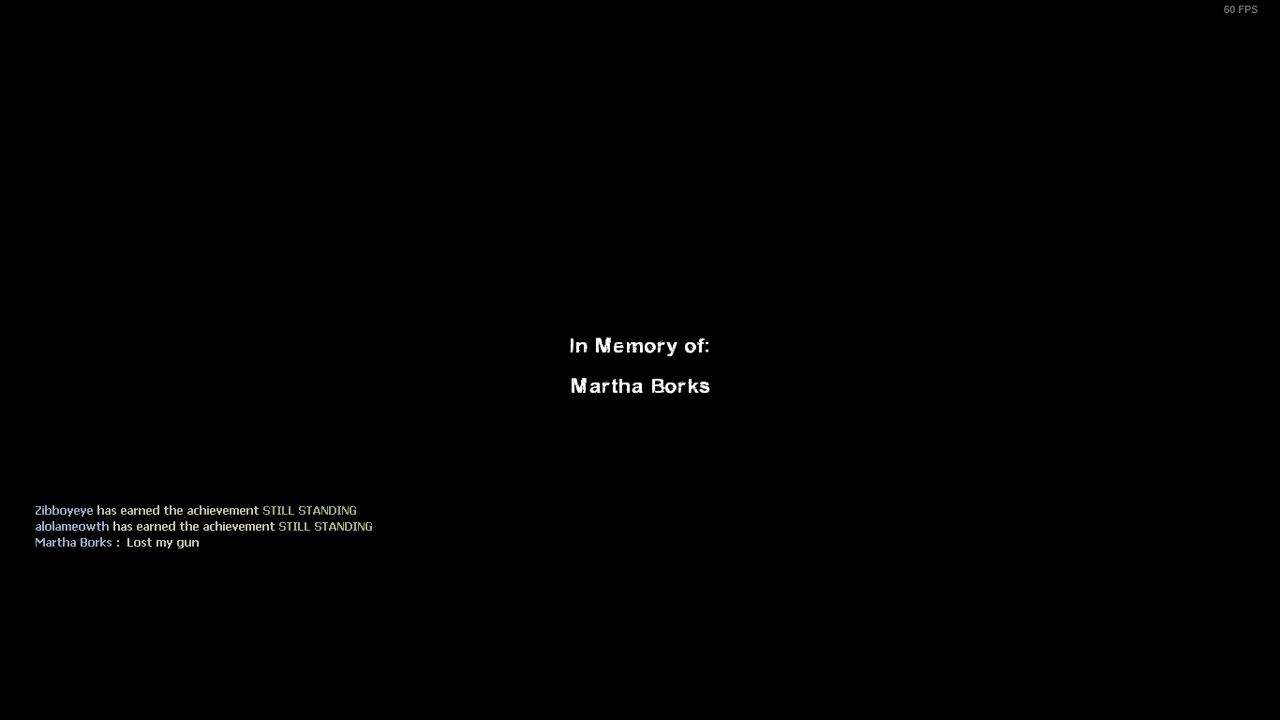 60 FPS
In Memory of:
Martha Borks
Zibboyeye has earned the achievement STILL STANDING
alolameowth has earned the achievement STILL STANDING
Martha Borks :  Lost my gun